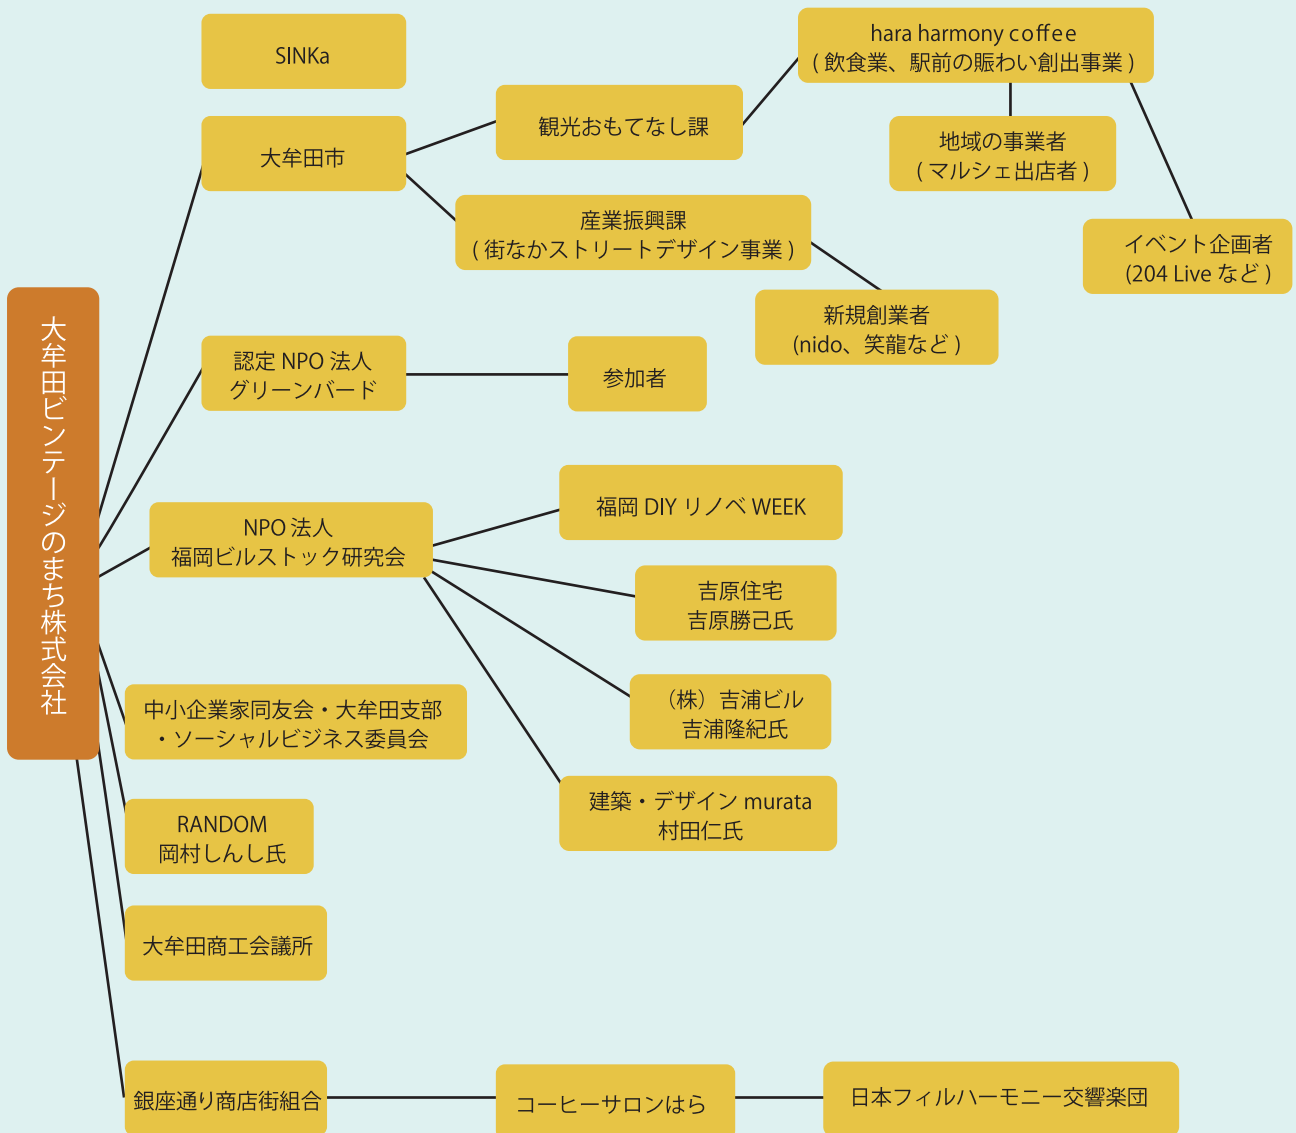 SINKa
大牟田市
観光おもてなし課
hara harmony coffee
( 飲食業、駅前の賑わい創出事業 )
地域の事業者
( マルシェ出店者 )
イベント企画者
(204 Live など )
産業振興課
( 街なかストリートデザイン事業 )
新規創業者
(nido、笑龍など )
大牟田ビンテージのまち株式会社
認定 NPO 法人
グリーンバード
参加者
NPO 法人
福岡ビルストック研究会
福岡 DIY リノベ WEEK
吉原住宅
吉原勝己氏
（株）吉浦ビル
吉浦隆紀氏
建築・デザイン murata
村田仁氏
中小企業家同友会・大牟田支部
・ソーシャルビジネス委員会
RANDOM
岡村しんし氏
大牟田商工会議所
銀座通り商店街組合
コーヒーサロンはら
日本フィルハーモニー交響楽団